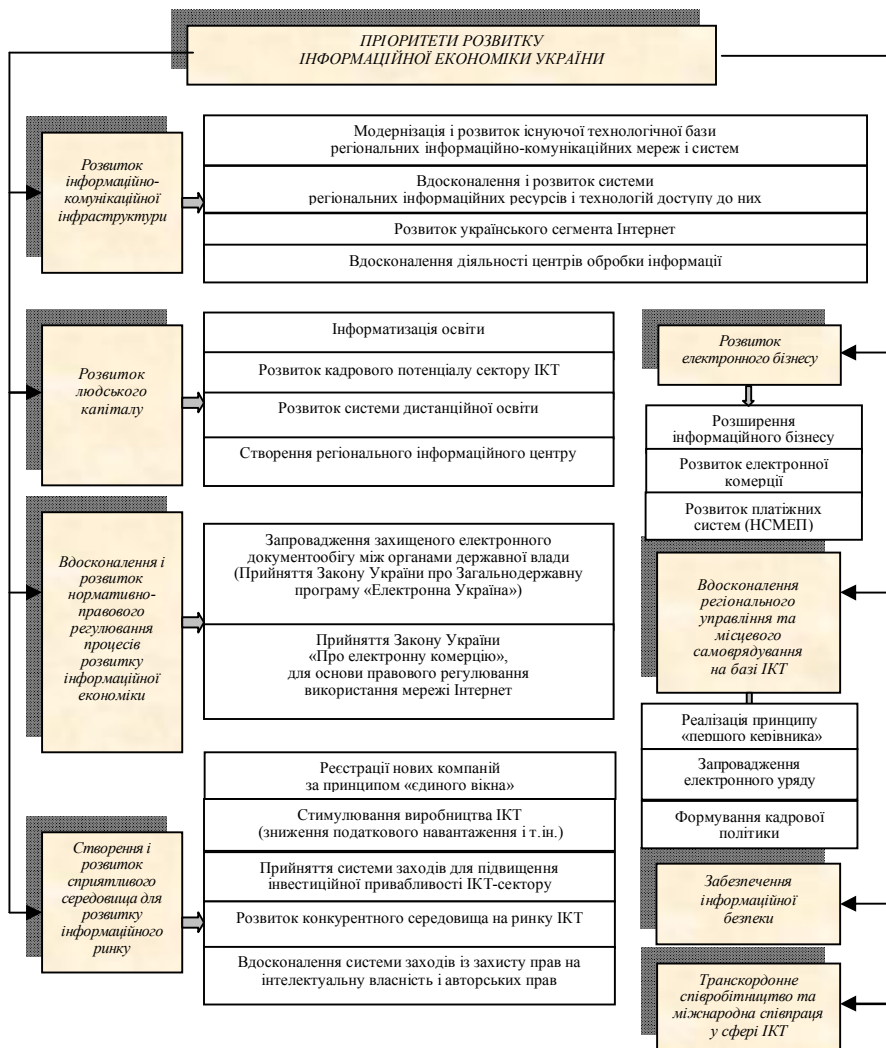 ПРІОРИТЕТИ РОЗВИТКУ
ІНФОРМАЦІЙНОЇ ЕКОНОМІКИ УКРАЇНИ
Розвиток
інформаційно-
комунікаційної
інфраструктури
Модернізація і розвиток існуючої технологічної бази
регіональних інформаційно-комунікаційних мереж і систем
Вдосконалення і розвиток системи
регіональних інформаційних ресурсів і технологій доступу до них
Розвиток українського сегмента Інтернет
Вдосконалення діяльності центрів обробки інформації
Розвиток
людського
капіталу
Інформатизація освіти
Розвиток кадрового потенціалу сектору ІКТ
Розвиток системи дистанційної освіти
Створення регіонального інформаційного центру
Вдосконалення і
розвиток
нормативно-
правового
регулювання
процесів
розвитку
інформаційної
економіки
Запровадження захищеного електронного
документообігу між органами державної влади
(Прийняття Закону України про Загальнодержавну
програму «Електронна Україна»)
Прийняття Закону України
«Про електронну комерцію»,
для основи правового регулювання
використання мережі Інтернет
Створення і
розвиток
сприятливого
середовища для
розвитку
інформаційного
ринку
Реєстрації нових компаній
за принципом «єдиного вікна»
Стимулювання виробництва ІКТ
(зниження податкового навантаження і т.ін.)
Прийняття системи заходів для підвищення
інвестиційної привабливості ІКТ-сектору
Розвиток конкурентного середовища на ринку ІКТ
Вдосконалення системи заходів із захисту прав на
інтелектуальну власність і авторських прав
Розвиток
електронного бізнесу
Розширення
інформаційного бізнесу
Розвиток електронної
комерції
Розвиток платіжних
систем (НСМЕП)
Вдосконалення
регіонального
управління та
місцевого
самоврядування
на базі ІКТ
Реалізація принципу
«першого керівника»
Запровадження
електронного уряду
Формування кадрової
політики
Забезпечення
інформаційної
безпеки
Транскордонне
співробітництво та
міжнародна співпраця
у сфері ІКТ